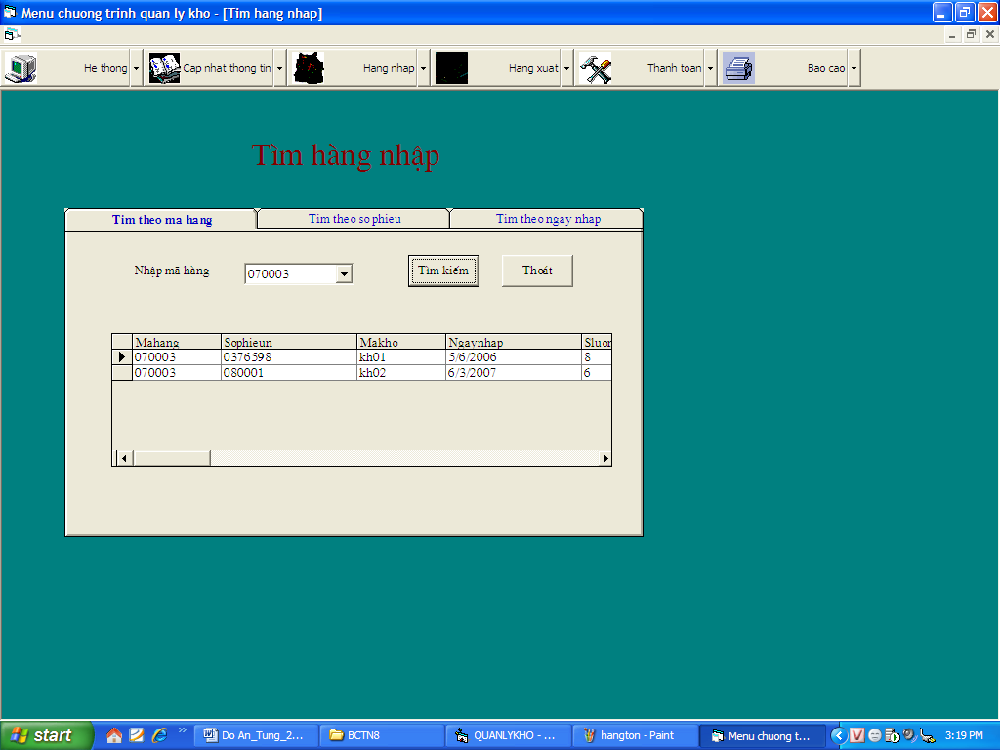 Menu chuong trinh quan ly kho - [Tim hang nhap]
He thong Cap nhat thong tin Hang nhap Hang xuat Thanh toan Bao cao
Tìm hàng nhập
Tim theo ma hang Tim theo so phieu Tim theo ngay nhap
Nhập mã hàng 070003 Tìm kiếm Thoát
Mahang Sophieun Makho Ngaynhap Sluor
070003 0376598 kh01 5/6/2006 8
070003 080001 kh02 6/3/2007 6
start Do An_Tung_2... BCTN8 QUANLYKHO - ... hangton - Paint Menu chuong t... V 3:19 PM